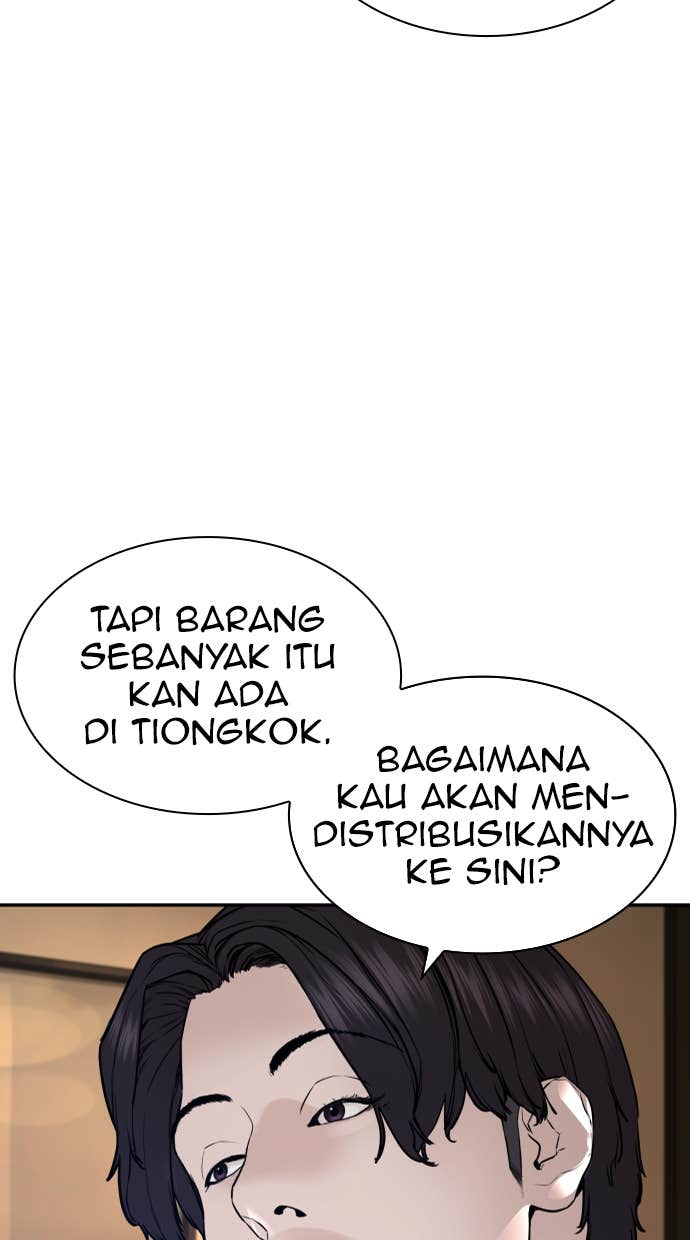 TAPI BARANG
SEBANYAK ITU
KAN ADA
DI TIONGKOK.
BAGAIMANA
KAU AKAN MEN-
DISTRIBUSIKANNYA
KE SINI?